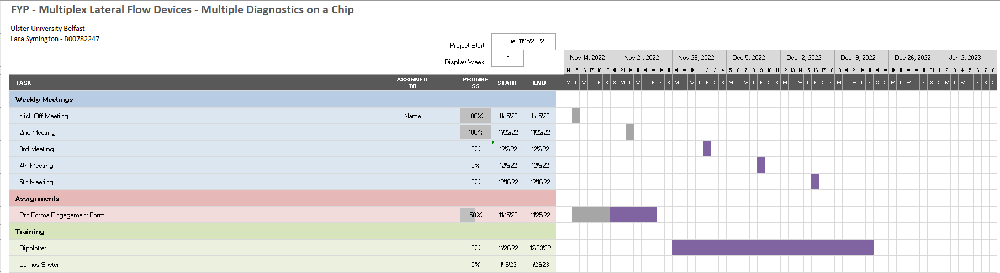 FYP - Multiplex Lateral Flow Devices - Multiple Diagnostics on a Chip
Ulster University Belfast
Lara Symington - B00782247
Project Start: Tue, 11/15/2022
Display Week: 1
Nov 14, 2022 Nov 21, 2022 Nov 28, 2022 Dec 5, 2022 Dec 12, 2022 Dec 19, 2022 Dec 26, 2022 Jan 2, 2023
14 15 16 17 18 19 # 21 # # # # # # # # # 1 2 3 4 5 6 7 8 9 10 11 12 13 14 15 16 17 18 19 # 21 # # # # # # # # # 31 1 2 3 4 5 6 7 8
TASK ASSIGNED TO PROGRESS START END M T W T F S S M T W T F S S M T W T F S S M T W T F S S M T W T F S S M T W T F S S M T W T F S S M T W T F S S
Weekly Meetings
Kick Off Meeting Name 100% 11/15/22 11/15/22
2nd Meeting 100% 11/22/22 11/22/22
3rd Meeting 0% 12/2/22 12/2/22
4th Meeting 0% 12/9/22 12/9/22
5th Meeting 0% 12/16/22 12/16/22
Assignments
Pro Forma Engagement Form 50% 11/15/22 11/25/22
Training
Bipolotter 0% 11/28/22 12/23/22
Lumos System 0% 1/16/23 1/23/23